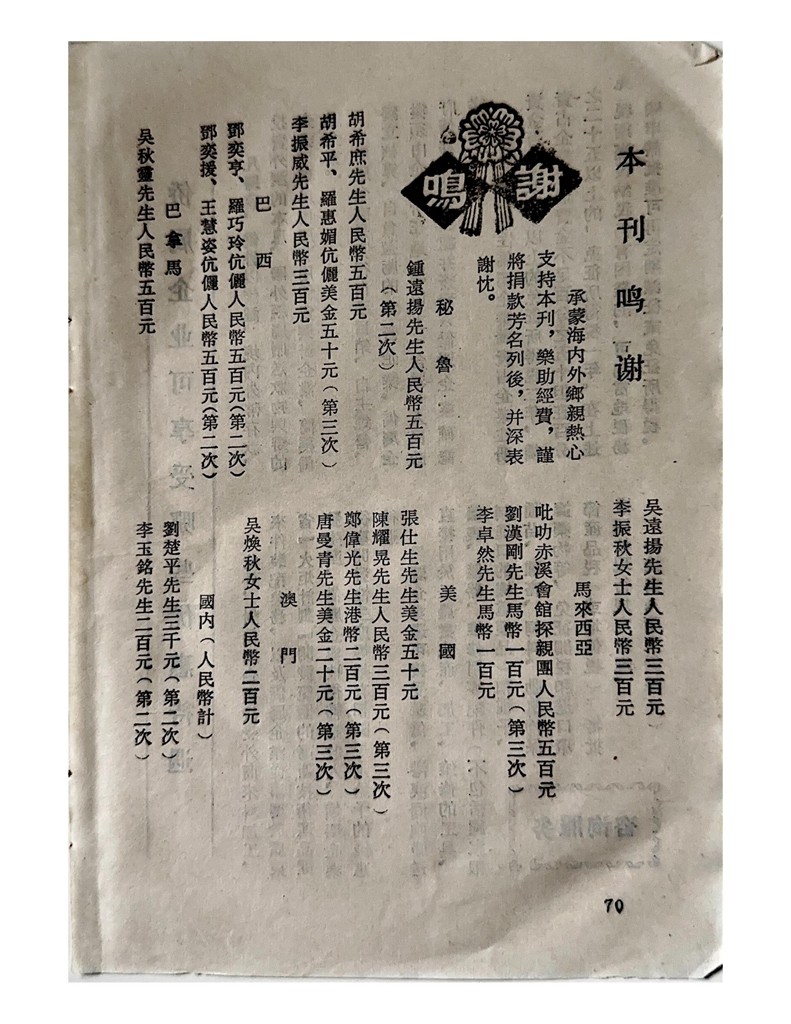 本刊鸣谢
鳴謝
承蒙海内外鄉親熱心
支持本刊，樂助經費，謹
將捐款芳名列後，并深表
謝忱。
秘魯
鍾遠揚先生人民幣五百元
（第二次）
胡希庶先生人民幣五百元
胡希平、羅惠媚伉儷美金五十元（第三次）
李振威先生人民幣三百元
巴西
鄧奕亨、羅巧玲伉儷人民幣五百元（第二次）
鄧奕援、王慧姿伉儷人民幣五百元（第二次）
巴拿馬
吴秋靈先生人民幣五百元
吴遠揚先生人民幣三百元
李振秋女士人民幣三百元
馬來西亞
吡叻赤溪會舘探親團人民幣五百元
劉漢剛先生馬幣一百元（第三次）
李卓然先生馬幣一百元
美國
張仕生先生美金五十元
陳耀晃先生人民幣三百元（第三次）
鄭偉光先生港幣二百元（第三次）
唐曼青先生美金二十元（第三次）
澳門
吴焕秋女士人民幣二百元
國内（人民幣計）
劉楚平先生三千元（第二次）
李玉銘先生二百元（第二次）
70